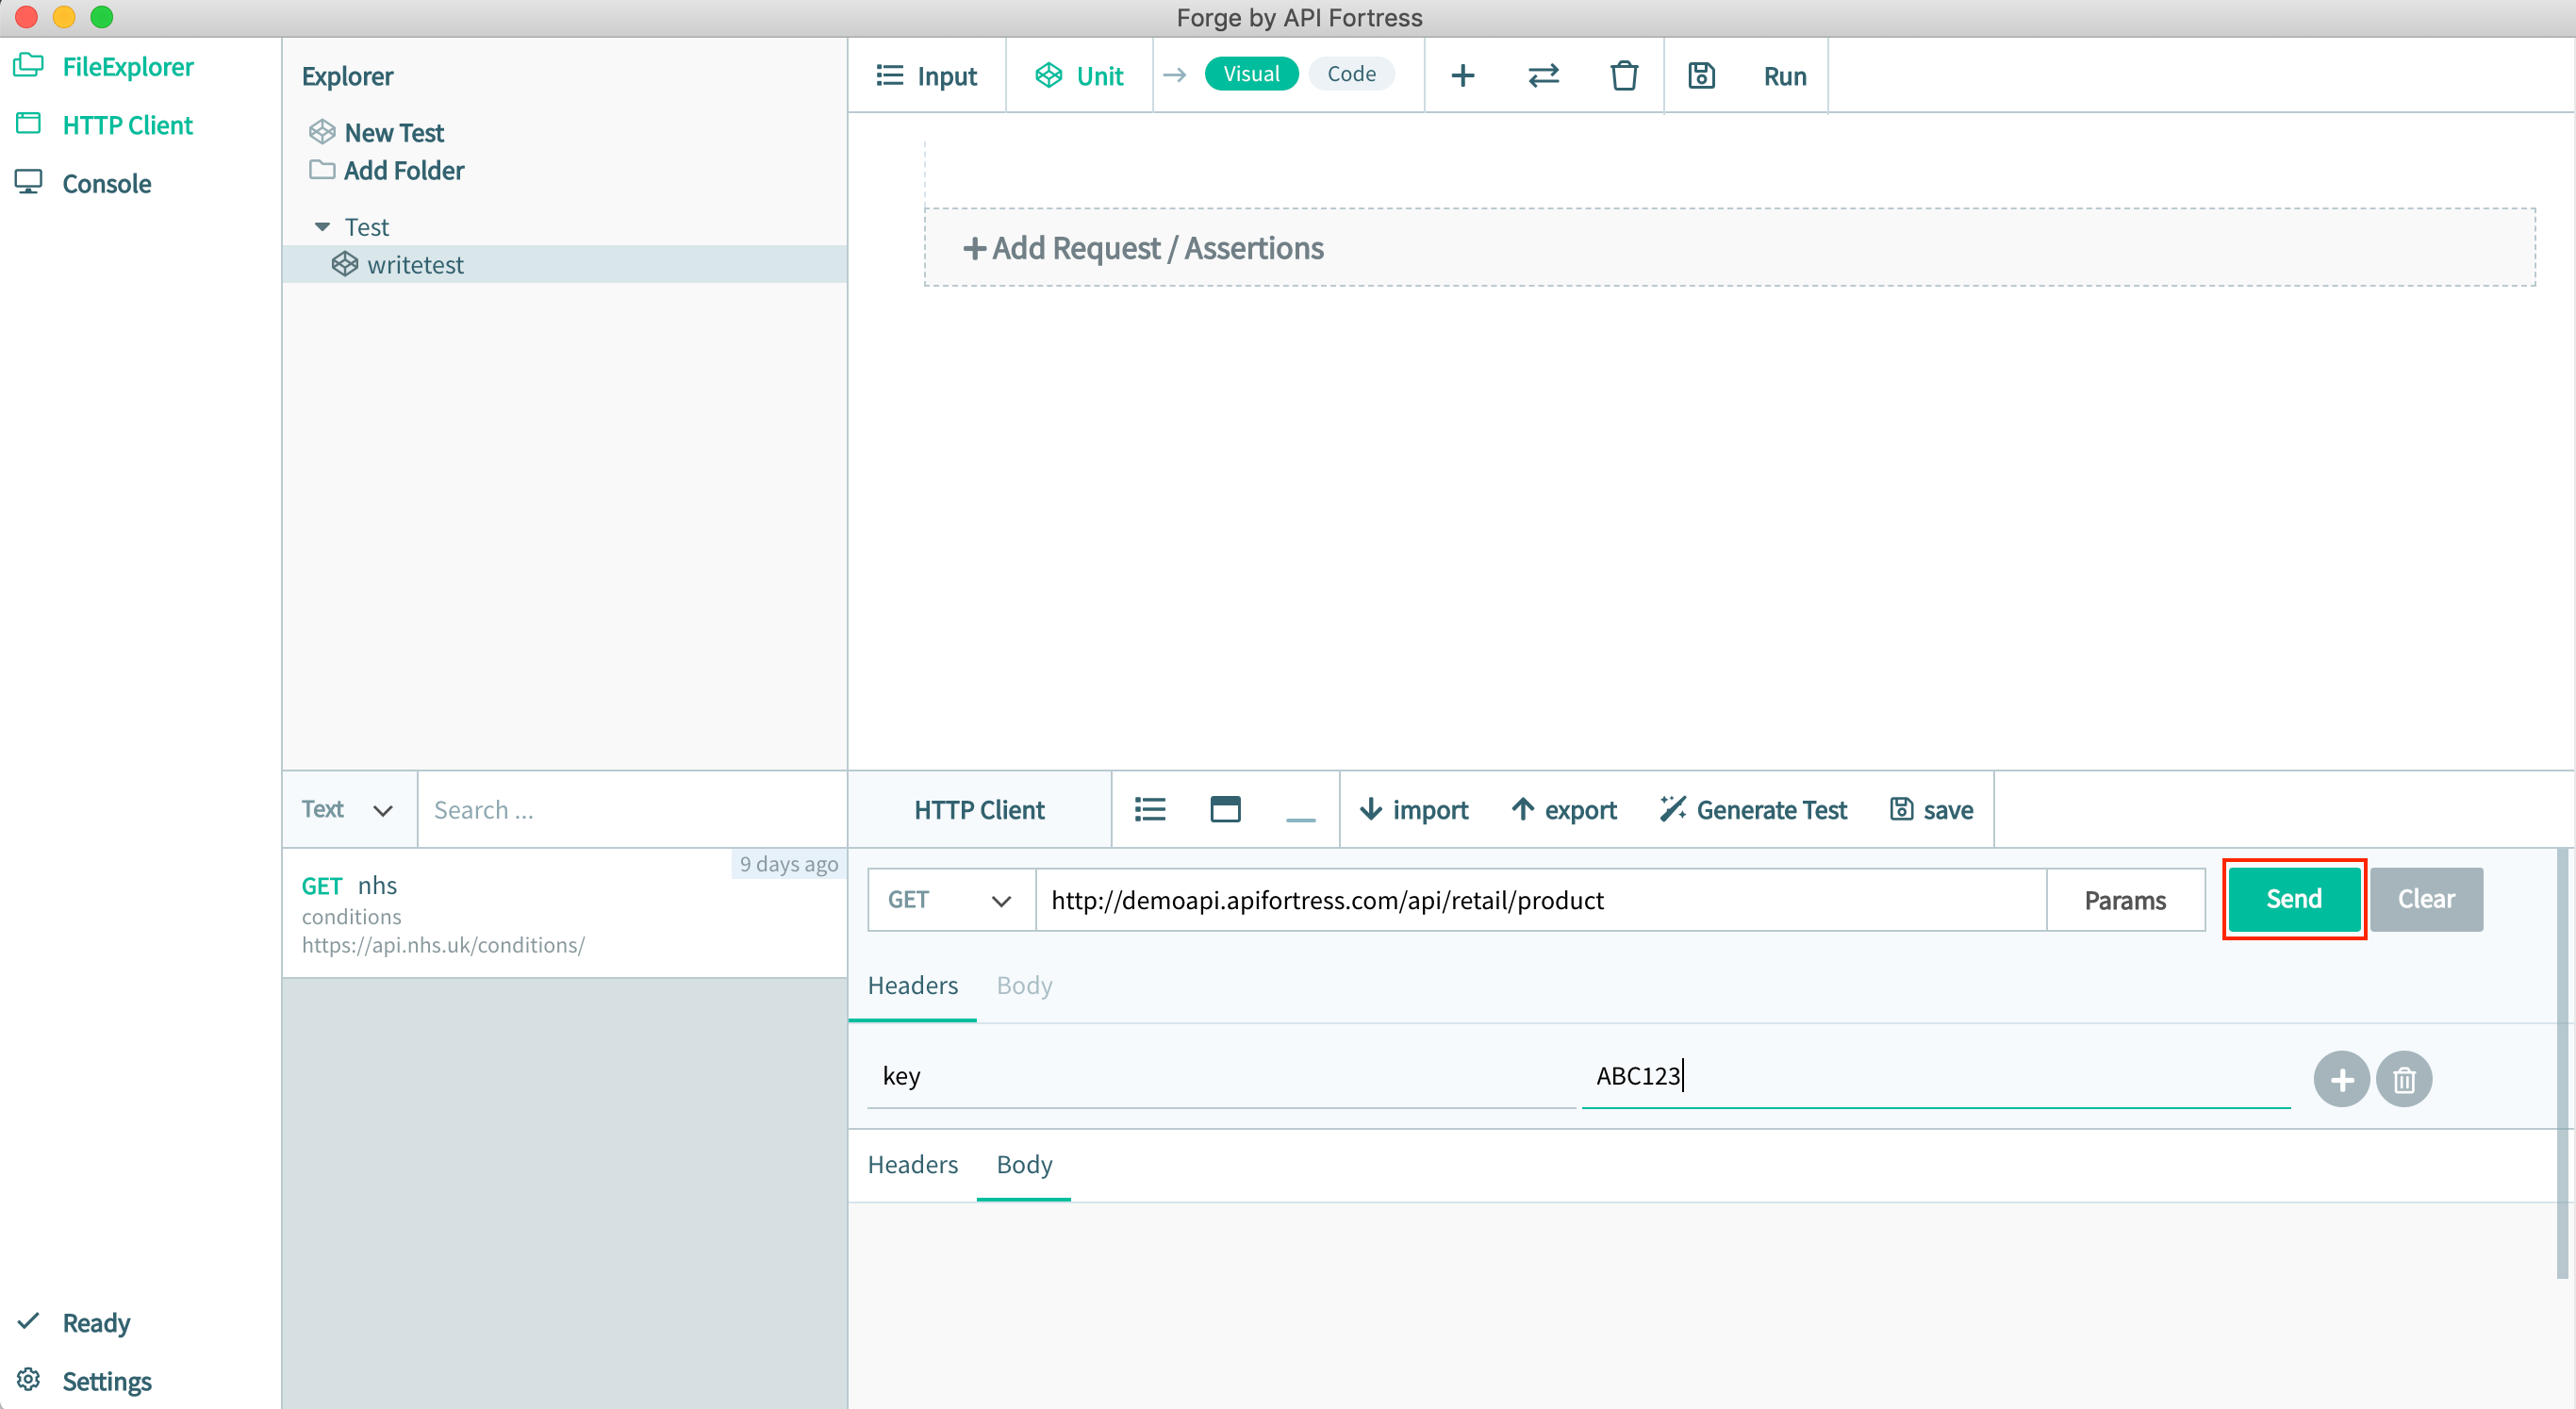 Forge by API Fortress
FileExplorer
HTTP Client
Console
Ready
Settings
Explorer
New Test
Add Folder
Test
writetest
Input
Unit
Visual
Code
Run
Add Request / Assertions
Text
Search ...
9 days ago
GET nhs
conditions
https://api.nhs.uk/conditions/
HTTP Client
import
export
Generate Test
save
GET
http://demoapi.apifortress.com/api/retail/product
Params
Send
Clear
Headers
Body
key
ABC123
Headers
Body